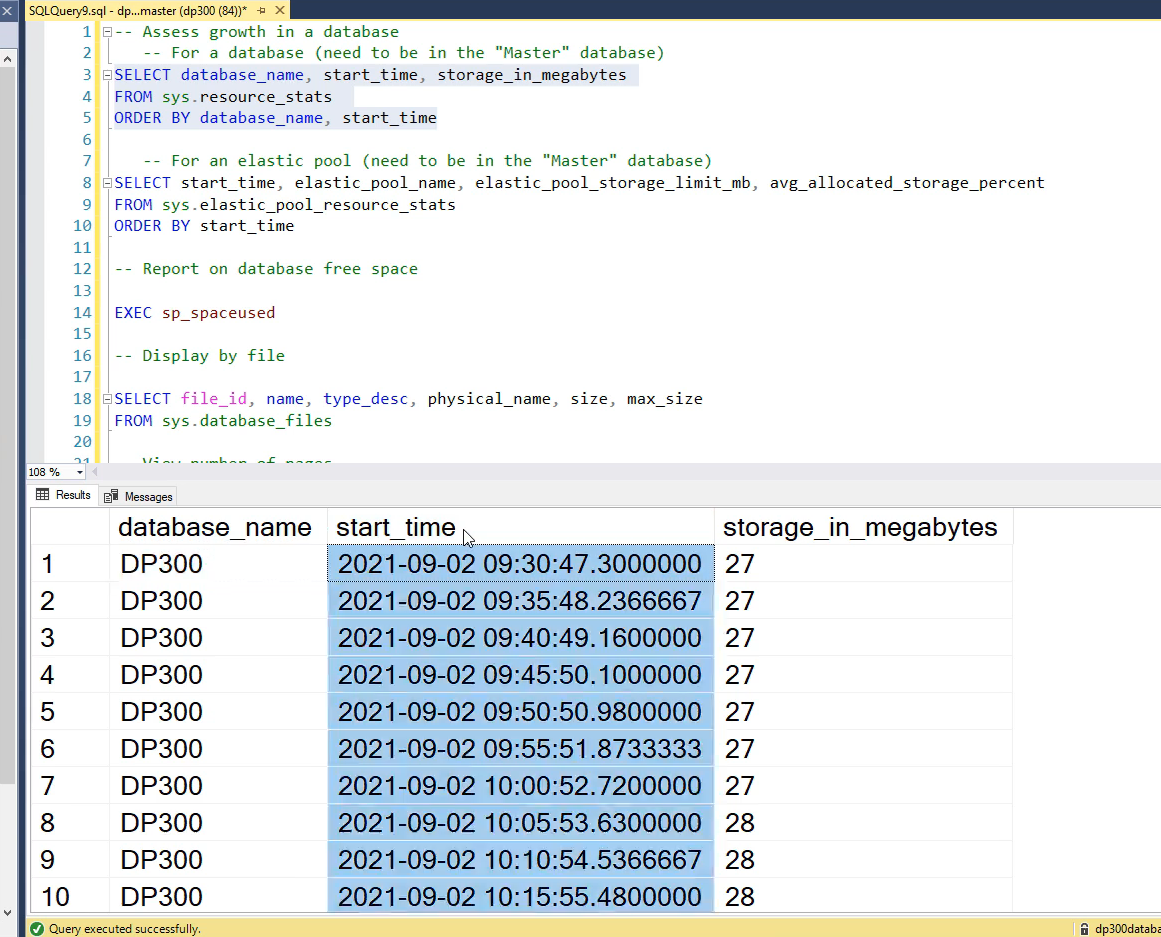 SQLQuery9.sql - dp...master (dp300 (84))*
1 -- Assess growth in a database
2 -- For a database (need to be in the "Master" database)
3 SELECT database_name, start_time, storage_in_megabytes
4 FROM sys.resource_stats
5 ORDER BY database_name, start_time
6
7 -- For an elastic pool (need to be in the "Master" database)
8 SELECT start_time, elastic_pool_name, elastic_pool_storage_limit_mb, avg_allocated_storage_percent
9 FROM sys.elastic_pool_resource_stats
10 ORDER BY start_time
11
12 -- Report on database free space
13
14 EXEC sp_spaceused
15
16 -- Display by file
17
18 SELECT file_id, name, type_desc, physical_name, size, max_size
19 FROM sys.database_files
20
21 -- View number of pages
108 %
Results Messages
database_name start_time storage_in_megabytes
1 DP300 2021-09-02 09:30:47.3000000 27
2 DP300 2021-09-02 09:35:48.2366667 27
3 DP300 2021-09-02 09:40:49.1600000 27
4 DP300 2021-09-02 09:45:50.1000000 27
5 DP300 2021-09-02 09:50:50.9800000 27
6 DP300 2021-09-02 09:55:51.8733333 27
7 DP300 2021-09-02 10:00:52.7200000 27
8 DP300 2021-09-02 10:05:53.6300000 28
9 DP300 2021-09-02 10:10:54.5366667 28
10 DP300 2021-09-02 10:15:55.4800000 28
Query executed successfully. dp300databa